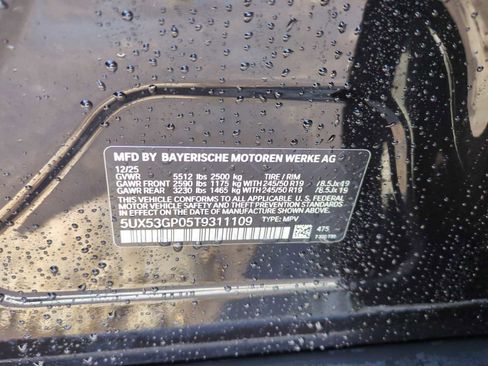 MFD BY BAYERISCHE MOTOREN WERKE AG
12/25
GVWR 5512 lbs 2500 kg TIRE / RIM
GAWR FRONT 2590 lbs 1175 kg WITH 245/50 R19 /8.5Jx19
GAWR REAR 3230 lbs 1465 kg WITH 245/50 R19 /8.5Jx19
THIS VEHICLE CONFORMS TO ALL APPLICABLE U.S. FEDERAL
MOTOR VEHICLE SAFETY, BUMPER, AND THEFT PREVENTION
STANDARDS IN EFFECT ON THE DATE OF MANUFACTURE SHOWN ABOVE.
5UX53GP05T9311109 TYPE: MPV
475